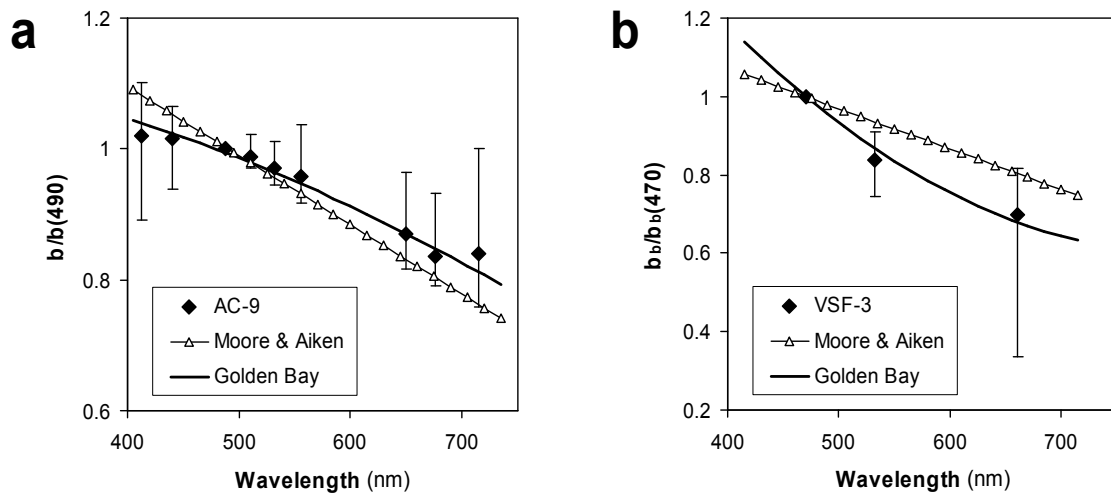 a
1.2
1
0.8
0.6
b/b(490)
AC-9
Moore & Aiken
Golden Bay
400 500 600 700
Wavelength (nm)
b
1.2
1
0.8
0.6
0.4
0.2
bb/bb(470)
VSF-3
Moore & Aiken
Golden Bay
400 500 600 700
Wavelength (nm)